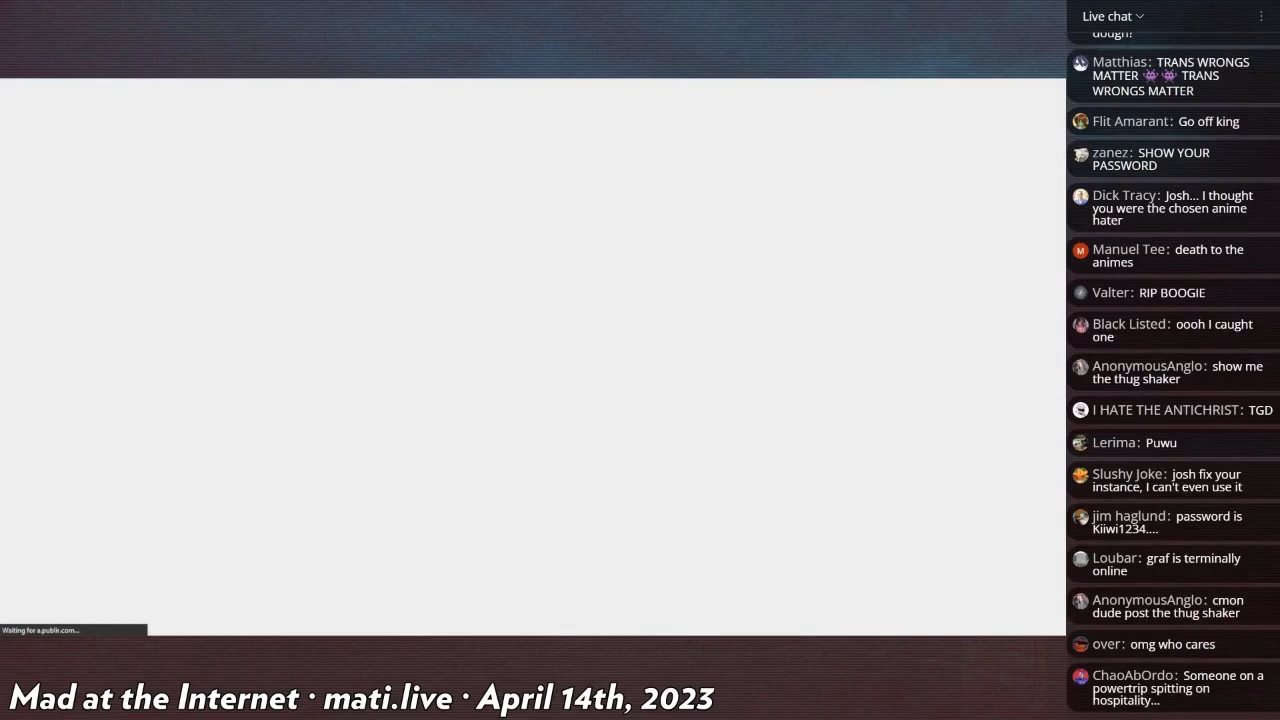 Live chat
dough?
Matthias: TRANS WRONGS
MATTER 👾 👾 TRANS
WRONGS MATTER
Flit Amarant: Go off king
zanez: SHOW YOUR
PASSWORD
Dick Tracy: Josh... I thought
you were the chosen anime
hater
M
Manuel Tee: death to the
animes
Valter: RIP BOOGIE
Black Listed: oooh I caught
one
AnonymousAnglo: show me
the thug shaker
I HATE THE ANTICHRIST: TGD
Lerima: Puwu
Slushy Joke: josh fix your
instance, I can't even use it
jim haglund: password is
Kiiwi1234....
Loubar: graf is terminally
online
AnonymousAnglo: cmon
dude post the thug shaker
over: omg who cares
ChaoAbOrdo: Someone on a
powertrip spitting on
hospitality...
Waiting for a.publir.com...
Mad at the Internet · mati.live · April 14th, 2023